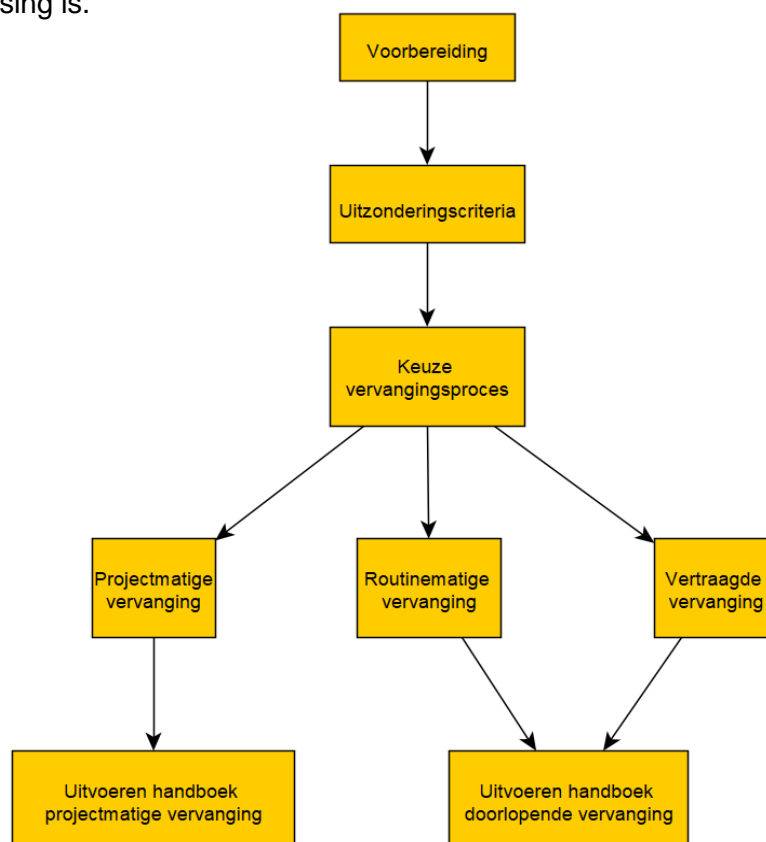 is.
Voorbereiding
Uitzonderingscriteria
Keuze
vervangingsproces
Projectmatige
vervanging
Routinematige
vervanging
Vertraagde
vervanging
Uitvoeren handboek
projectmatige vervanging
Uitvoeren handboek
doorlopende vervanging